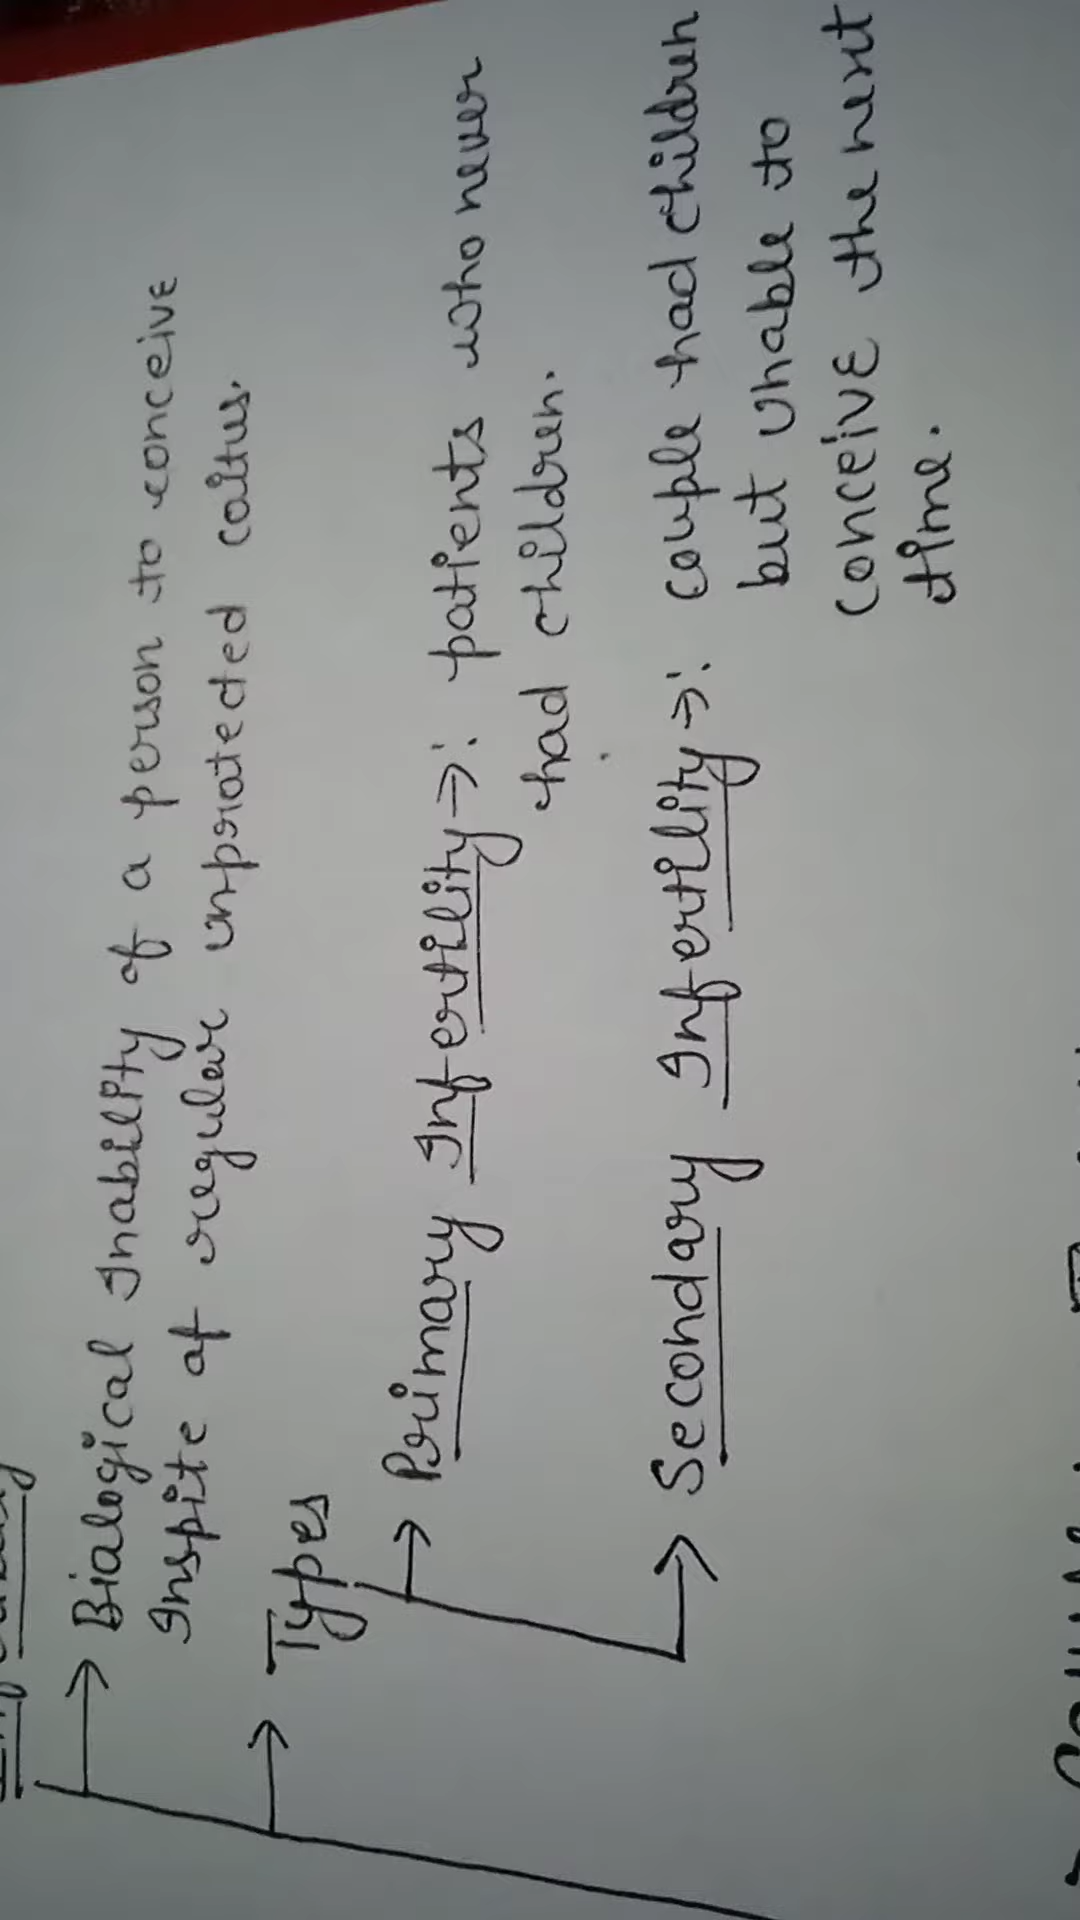 → Bialogical Inability of a person to conceive
Inspite of regular unprotected coitus.
→ Types
→ Primary Infertility →: patients who never
had children.
→ Secondary Infertility →: couple had children
but unable to
conceive the next
time.